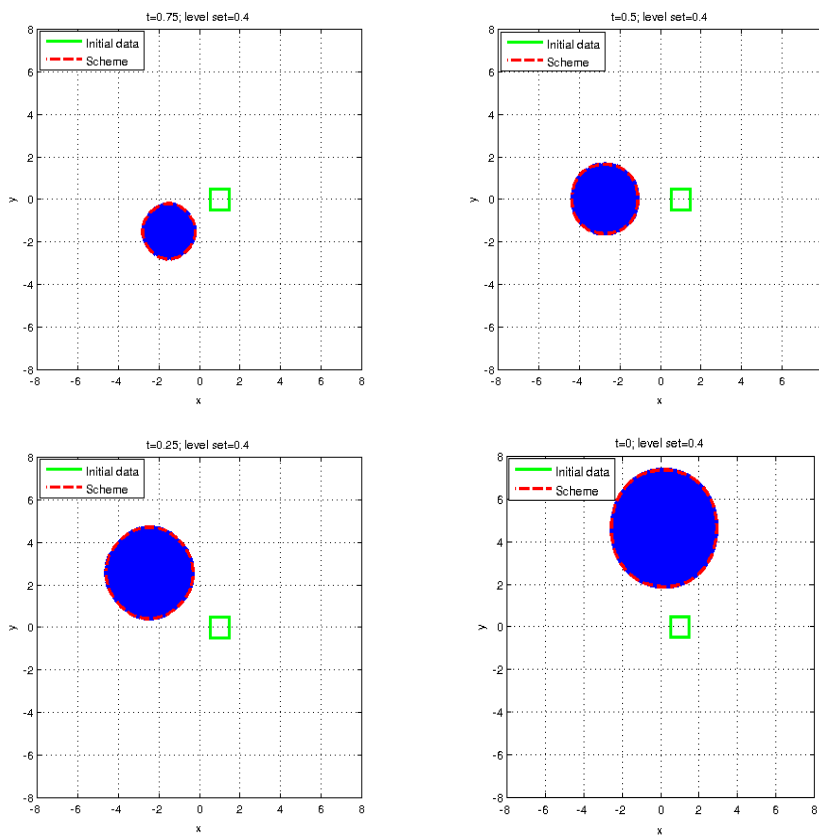 t=0.75; level set=0.4
Initial data
Scheme
8
6
4
2
0
-2
-4
-6
-8
y
-8 -6 -4 -2 0 2 4 6 8
x
t=0.5; level set=0.4
Initial data
Scheme
8
6
4
2
0
-2
-4
-6
-8
y
-8 -6 -4 -2 0 2 4 6 8
x
t=0.25; level set=0.4
Initial data
Scheme
8
6
4
2
0
-2
-4
-6
-8
y
-8 -6 -4 -2 0 2 4 6 8
x
t=0; level set=0.4
Initial data
Scheme
8
6
4
2
0
-2
-4
-6
-8
y
-8 -6 -4 -2 0 2 4 6 8
x